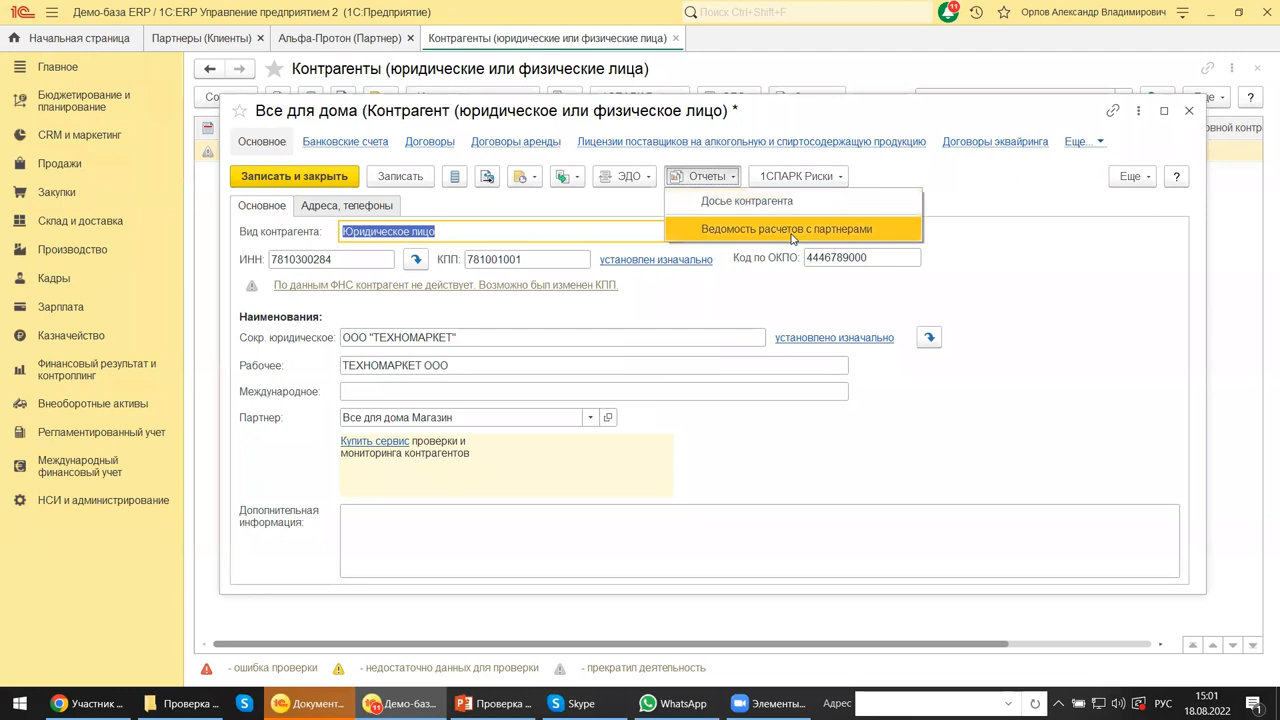 Демо-база ERP / 1С:ERP Управление предприятием 2 (1С:Предприятие)
Поиск Ctrl+Shift+F
11
Орлов Александр Владимирович
Начальная страница
Партнеры (Клиенты)
Альфа-Протон (Партнер)
Контрагенты (юридические или физические лица)
Главное
Бюджетирование и
планирование
CRM и маркетинг
Продажи
Закупки
Склад и доставка
Производство
Кадры
Зарплата
Казначейство
Финансовый результат и
контроллинг
Внеоборотные активы
Регламентированный учет
Международный
финансовый учет
НСИ и администрирование
Контрагенты (юридические или физические лица)
Все для дома (Контрагент (юридическое или физическое лицо) *
Основное
Банковские счета
Договоры
Договоры аренды
Лицензии поставщиков на алкогольную и спиртосодержащую продукцию
Договоры эквайринга
Еще...
Записать и закрыть
Записать
ЭДО
Отчеты
1СПАРК Риски
Еще
?
?
Досье контрагента
Ведомость расчетов с партнерами
Основное
Адреса, телефоны
Вид контрагента: Юридическое лицо
ИНН: 7810300284
КПП: 781001001
установлен изначально
Код по ОКПО: 4446789000
По данным ФНС контрагент не действует. Возможно был изменен КПП.
Наименования:
Сокр. юридическое: ООО "ТЕХНОМАРКЕТ"
установлено изначально
Рабочее: ТЕХНОМАРКЕТ ООО
Международное:
Партнер: Все для дома Магазин
Купить сервис проверки и
мониторинга контрагентов
Дополнительная
информация:
- ошибка проверки
- недостаточно данных для проверки
- прекратил деятельность
Участник ...
Проверка ...
Документ...
11
Демо-баз...
Проверка ...
Skype
WhatsApp
Элементы...
Адрес
РУС
15:01
18.08.2022
1